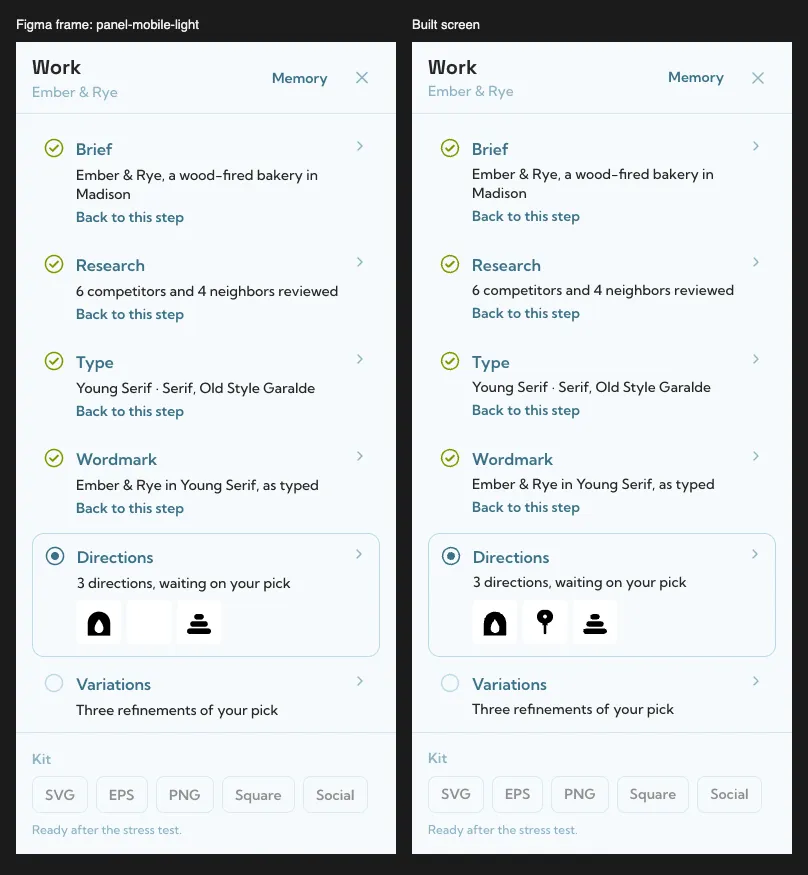 Figma frame: panel-mobile-light
Work
Ember & Rye
Memory
Brief
Ember & Rye, a wood-fired bakery in
Madison
Back to this step
Research
6 competitors and 4 neighbors reviewed
Back to this step
Type
Young Serif · Serif, Old Style Garalde
Back to this step
Wordmark
Ember & Rye in Young Serif, as typed
Back to this step
Directions
3 directions, waiting on your pick
Variations
Three refinements of your pick
Kit
SVG
EPS
PNG
Square
Social
Ready after the stress test.
Built screen
Work
Ember & Rye
Memory
Brief
Ember & Rye, a wood-fired bakery in
Madison
Back to this step
Research
6 competitors and 4 neighbors reviewed
Back to this step
Type
Young Serif · Serif, Old Style Garalde
Back to this step
Wordmark
Ember & Rye in Young Serif, as typed
Back to this step
Directions
3 directions, waiting on your pick
Variations
Three refinements of your pick
Kit
SVG
EPS
PNG
Square
Social
Ready after the stress test.